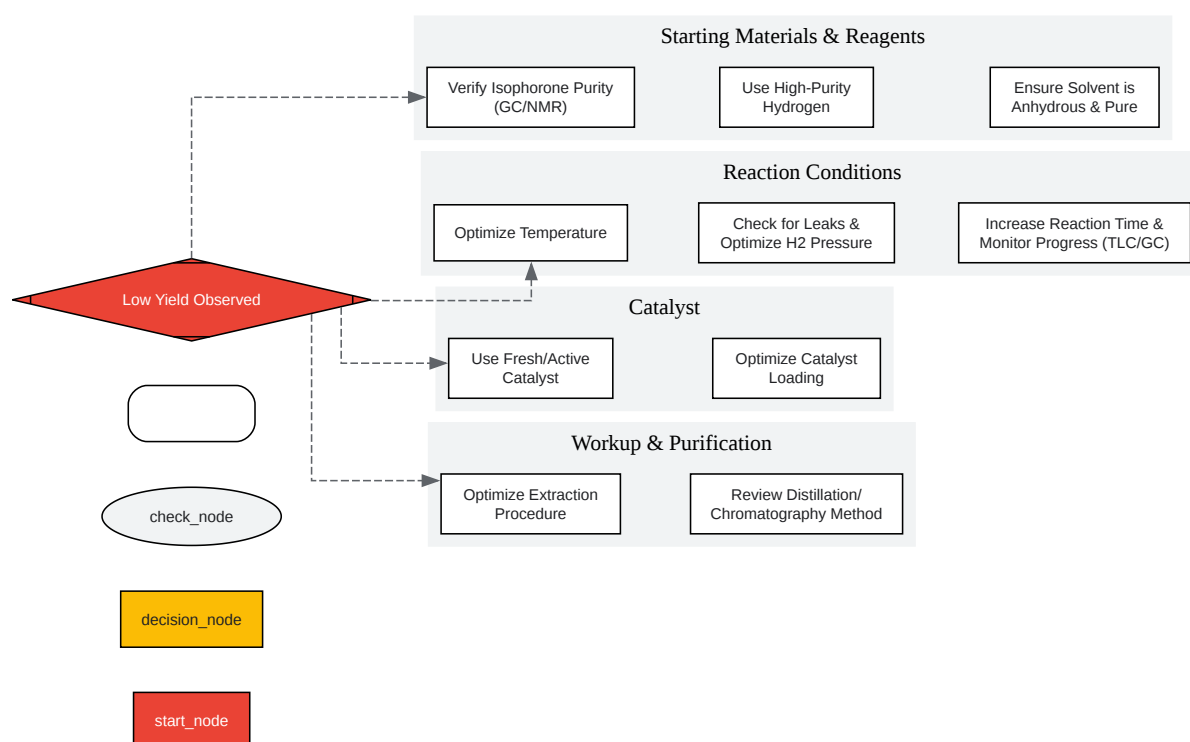 Starting Materials & Reagents
Verify Isophorone Purity
(GC/NMR)
Use High-Purity
Hydrogen
Ensure Solvent is
Anhydrous & Pure
Reaction Conditions
Optimize Temperature
Check for Leaks &
Optimize H2 Pressure
Increase Reaction Time &
Monitor Progress (TLC/GC)
Low Yield Observed
Catalyst
Use Fresh/Active
Catalyst
Optimize Catalyst
Loading
Workup & Purification
Optimize Extraction
Procedure
Review Distillation/
Chromatography Method
check_node
decision_node
start_node